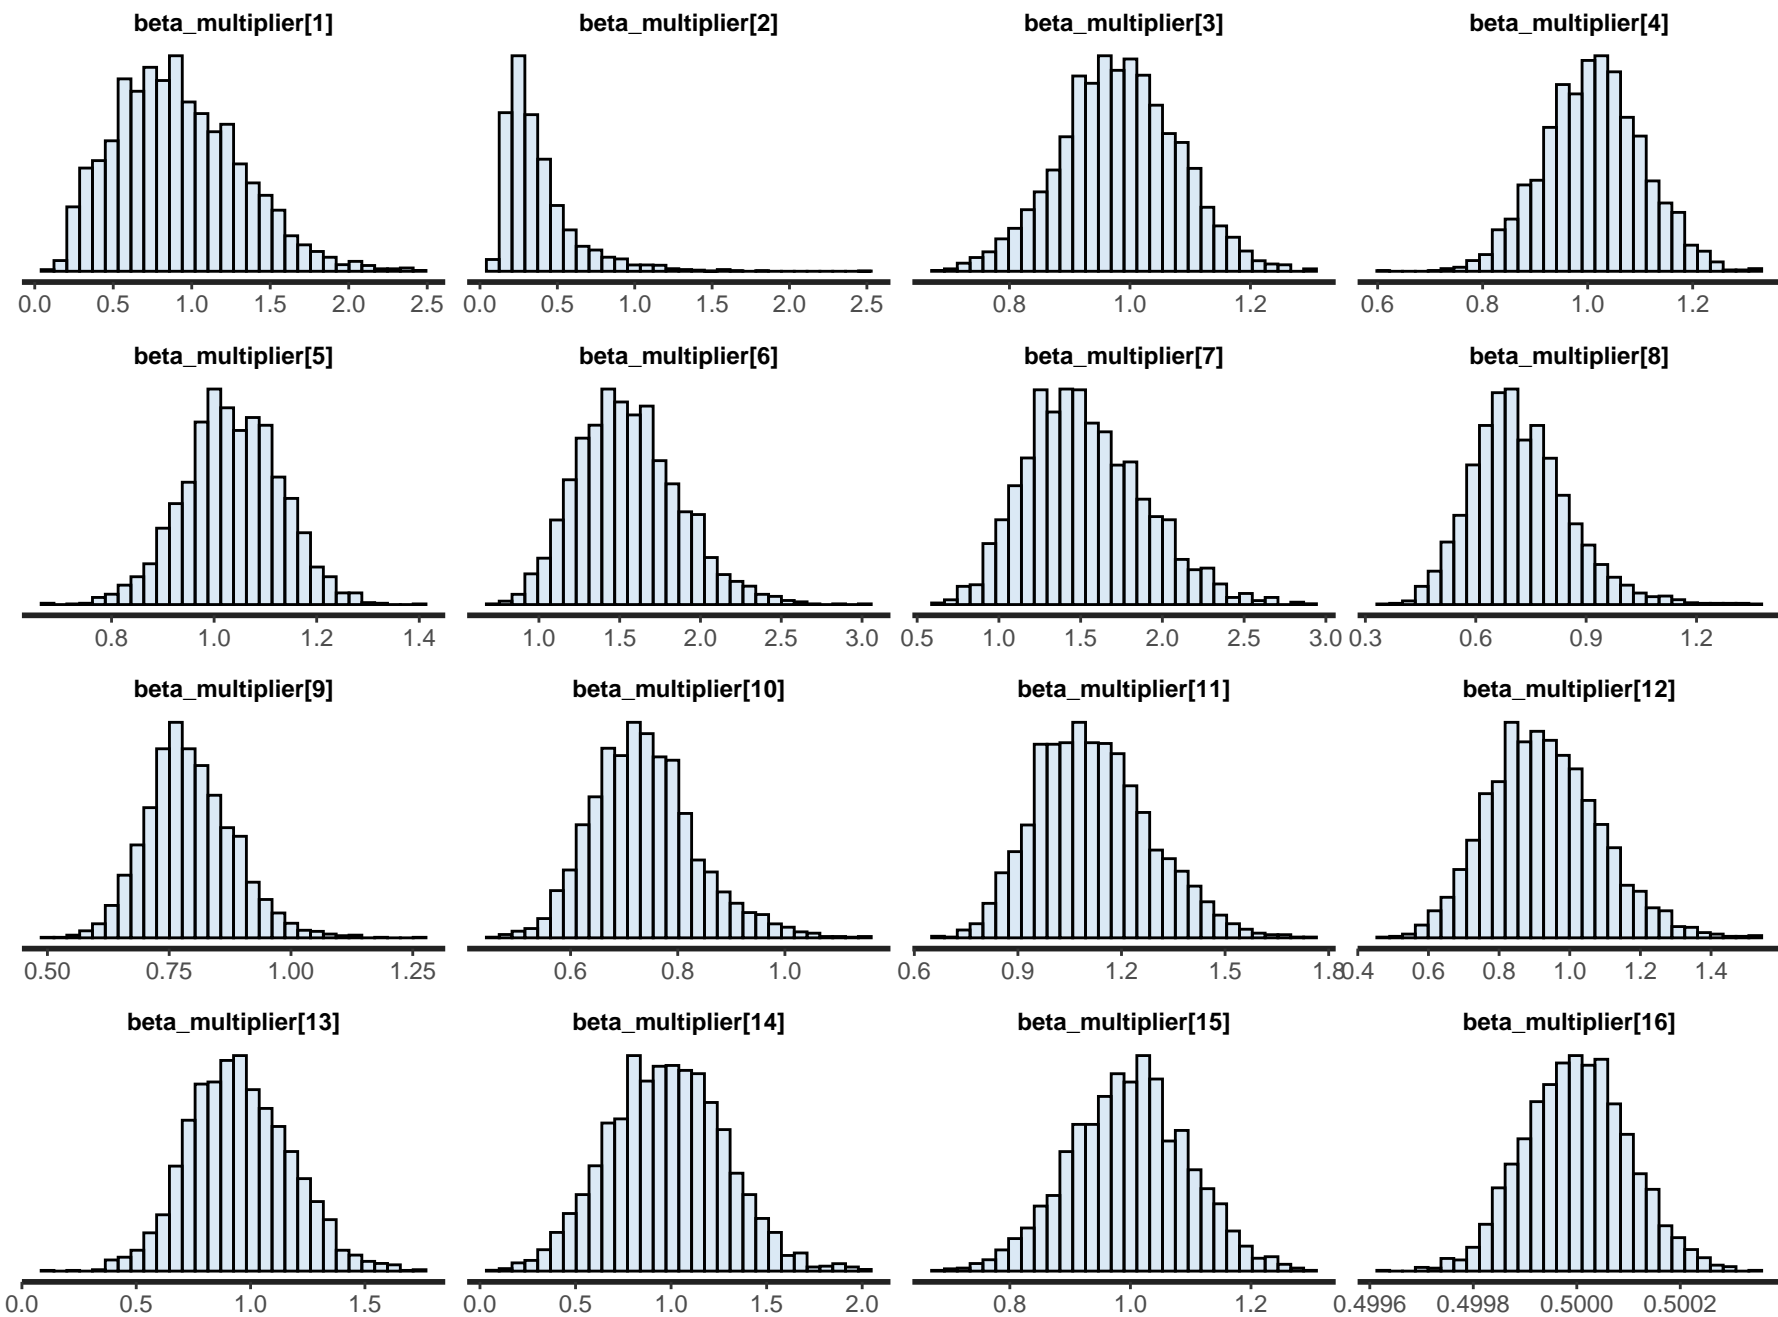 beta_multiplier[1] beta_multiplier[2] beta_multiplier[3] beta_multiplier[4]
0.0 0.5 1.0 1.5 2.0 2.5 0.0 0.5 1.0 1.5 2.0 2.5 0.8 1.0 1.2 0.6 0.8 1.0 1.2
beta_multiplier[5] beta_multiplier[6] beta_multiplier[7] beta_multiplier[8]
0.8 1.0 1.2 1.4 1.0 1.5 2.0 2.5 3.0 0.5 1.0 1.5 2.0 2.5 3.0 0.3 0.6 0.9 1.2
beta_multiplier[9] beta_multiplier[10] beta_multiplier[11] beta_multiplier[12]
0.50 0.75 1.00 1.25 0.6 0.8 1.0 0.6 0.9 1.2 1.5 1.8 0.4 0.6 0.8 1.0 1.2 1.4
beta_multiplier[13] beta_multiplier[14] beta_multiplier[15] beta_multiplier[16]
0.0 0.5 1.0 1.5 0.0 0.5 1.0 1.5 2.0 0.8 1.0 1.2 0.4996 0.4998 0.5000 0.5002